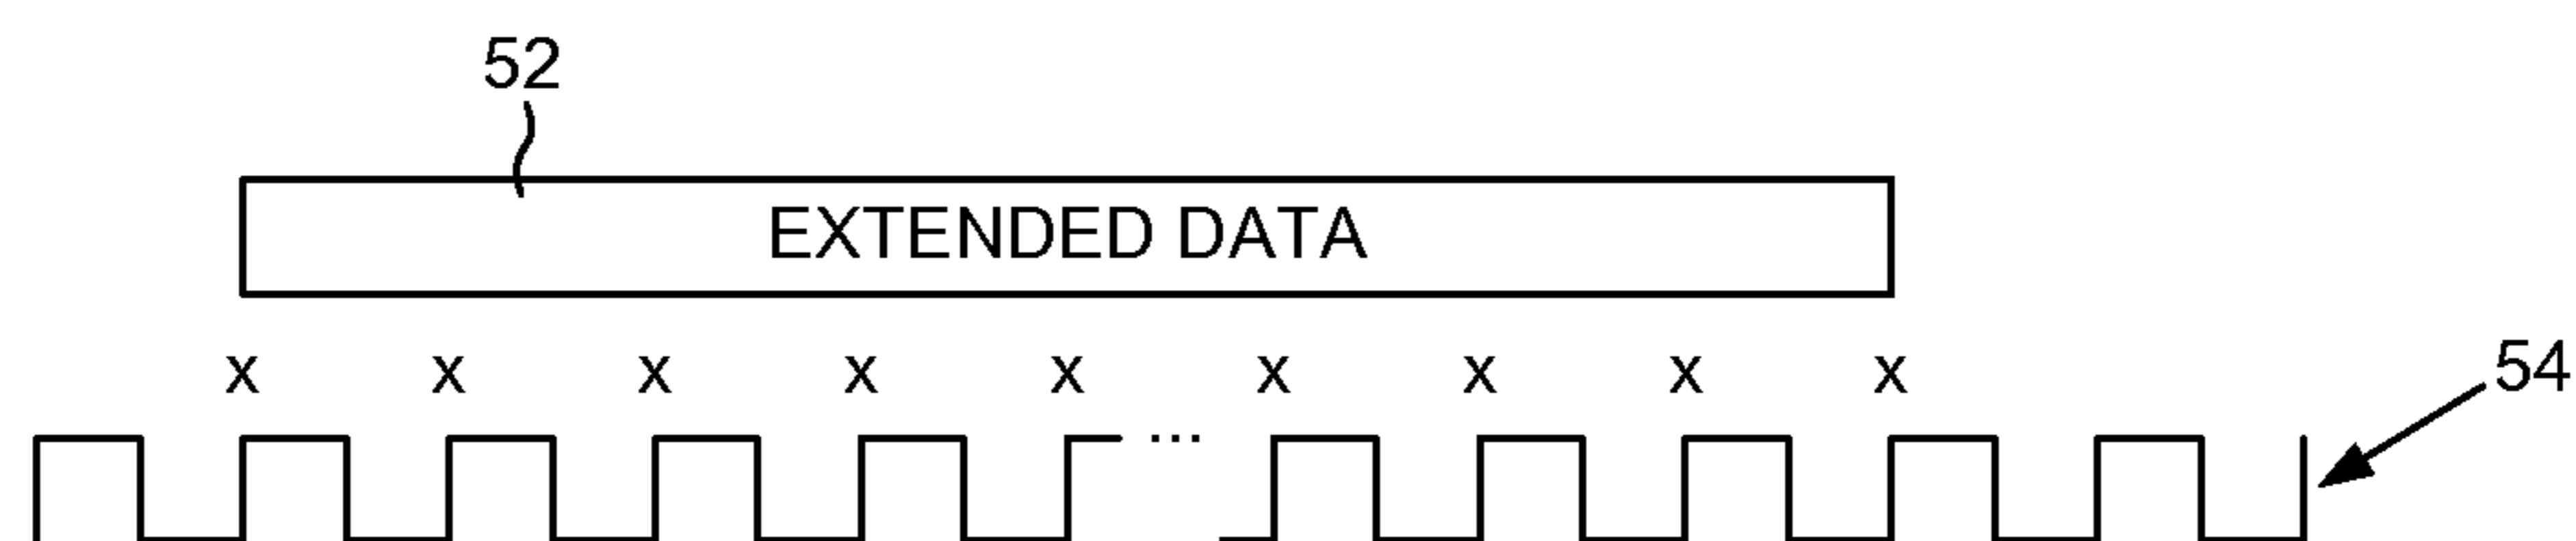 52
EXTENDED DATA
x x x x x x x x x
54
...